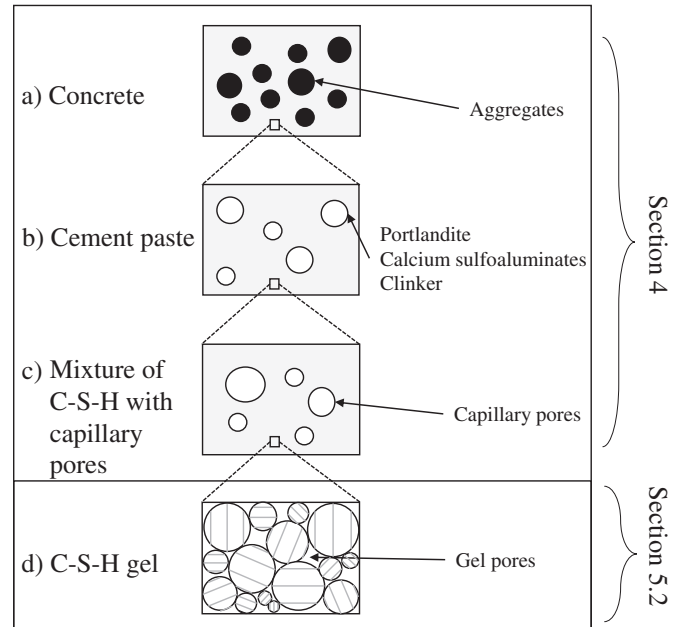 a) Concrete
Aggregates
b) Cement paste
Portlandite
Calcium sulfoaluminates
Clinker
c) Mixture of
C-S-H with
capillary
pores
Capillary pores
Section 4
d) C-S-H gel
Gel pores
Section 5.2